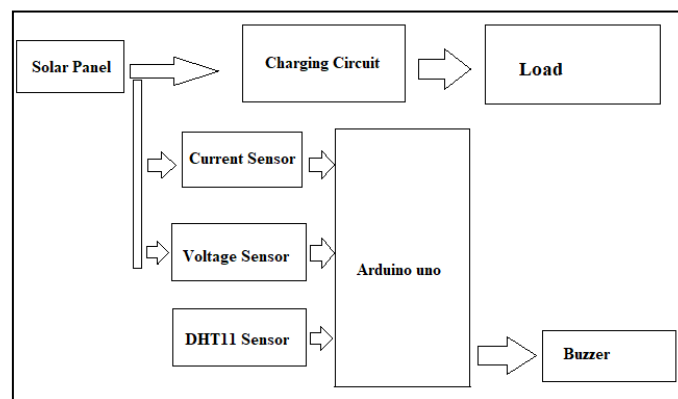 Solar Panel
Charging Circuit
Load
Current Sensor
Voltage Sensor
Arduino uno
DHT11 Sensor
Buzzer